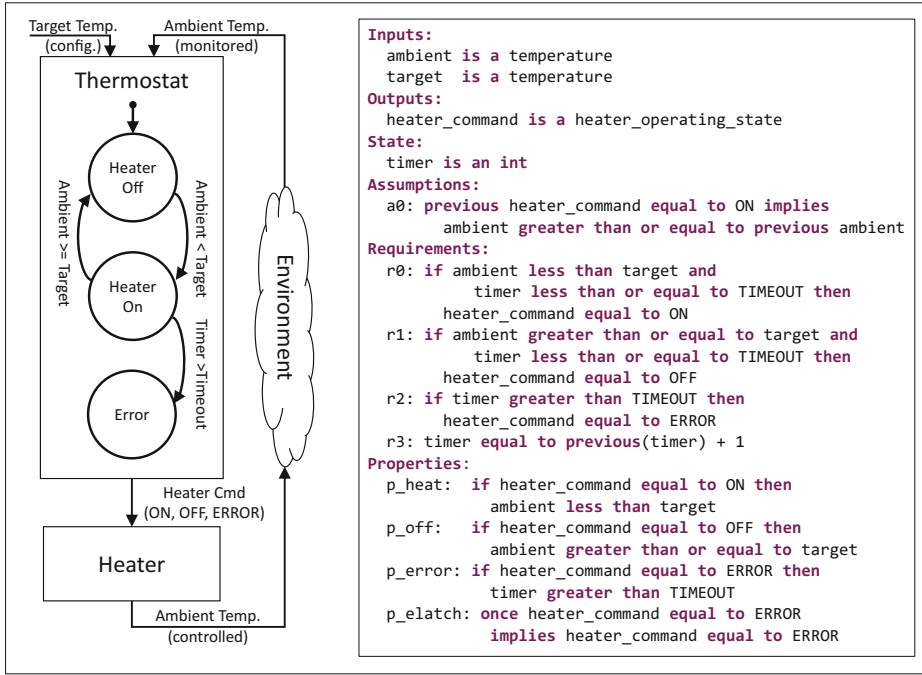 Target Temp.
(config.)
Ambient Temp.
(monitored)
Thermostat
Heater
Off
Ambient >= Target
Ambient < Target
Heater
On
Timer >Timeout
Error
Environment
Heater Cmd
(ON, OFF, ERROR)
Heater
Ambient Temp.
(controlled)
Inputs:
ambient is a temperature
target is a temperature
Outputs:
heater_command is a heater_operating_state
State:
timer is an int
Assumptions:
a0: previous heater_command equal to ON implies
ambient greater than or equal to previous ambient
Requirements:
r0: if ambient less than target and
timer less than or equal to TIMEOUT then
heater_command equal to ON
r1: if ambient greater than or equal to target and
timer less than or equal to TIMEOUT then
heater_command equal to OFF
r2: if timer greater than TIMEOUT then
heater_command equal to ERROR
r3: timer equal to previous(timer) + 1
Properties:
p_heat: if heater_command equal to ON then
ambient less than target
p_off: if heater_command equal to OFF then
ambient greater than or equal to target
p_error: if heater_command equal to ERROR then
timer greater than TIMEOUT
p_elatch: once heater_command equal to ERROR
implies heater_command equal to ERROR